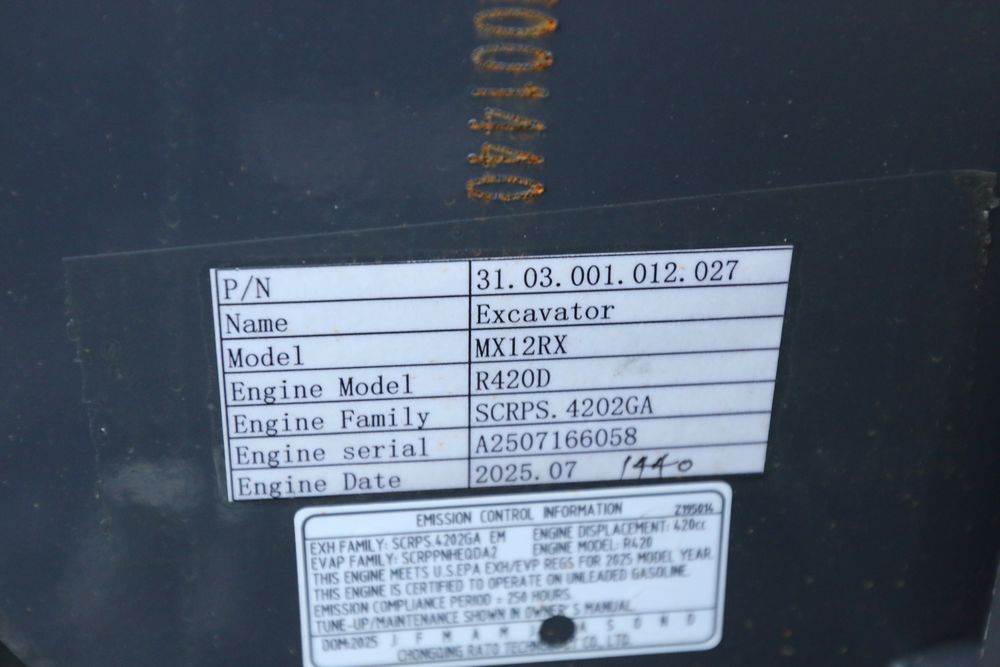 001440
P/N 31.03.001.012.027
Name Excavator
Model MX12RX
Engine Model R420D
Engine Family SCRPS.4202GA
Engine serial A2507166058
Engine Date 2025.07 1440
EMISSION CONTROL INFORMATION Z195014
EXH FAMILY: SCRPS.4202GA EM ENGINE DISPLACEMENT: 420cc
EVAP FAMILY: SCRPPNHEQDA2 ENGINE MODEL: R420
THIS ENGINE MEETS U.S.EPA EXH/EVP REGS FOR 2025 MODEL YEAR.
THIS ENGINE IS CERTIFIED TO OPERATE ON UNLEADED GASOLINE.
EMISSION COMPLIANCE PERIOD = 250 HOURS.
TUNE-UP/MAINTENANCE SHOWN IN OWNER'S MANUAL.
DOM:2025 J F M A M J A S O N D
CHONGQING RATO TECHNOLOGY CO., LTD.